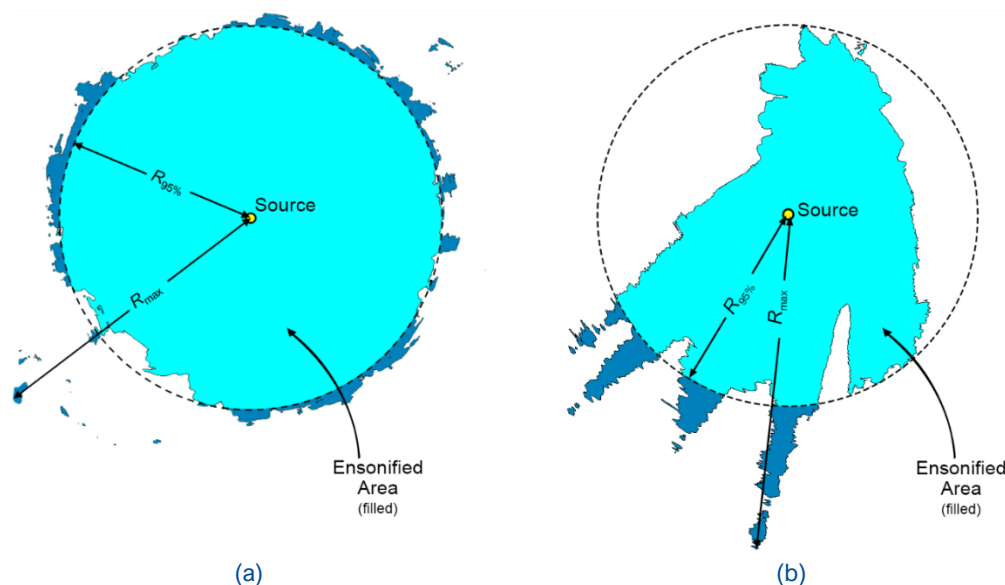 R95%
Source
Rmax
Ensonified
Area
(filled)
(a)
Source
R95%
Rmax
Ensonified
Area
(filled)
(b)